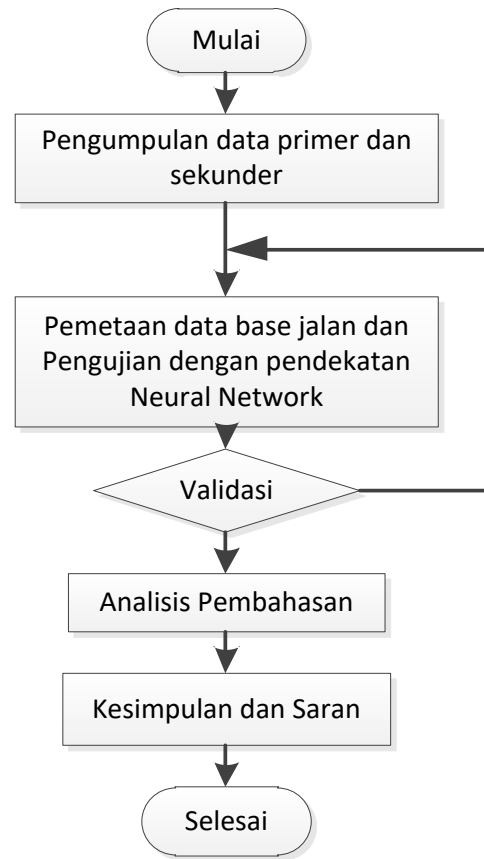 Mulai
Pengumpulan data primer dan
sekunder
Pemetaan data base jalan dan
Pengujian dengan pendekatan
Neural Network
Validasi
Analisis Pembahasan
Kesimpulan dan Saran
Selesai